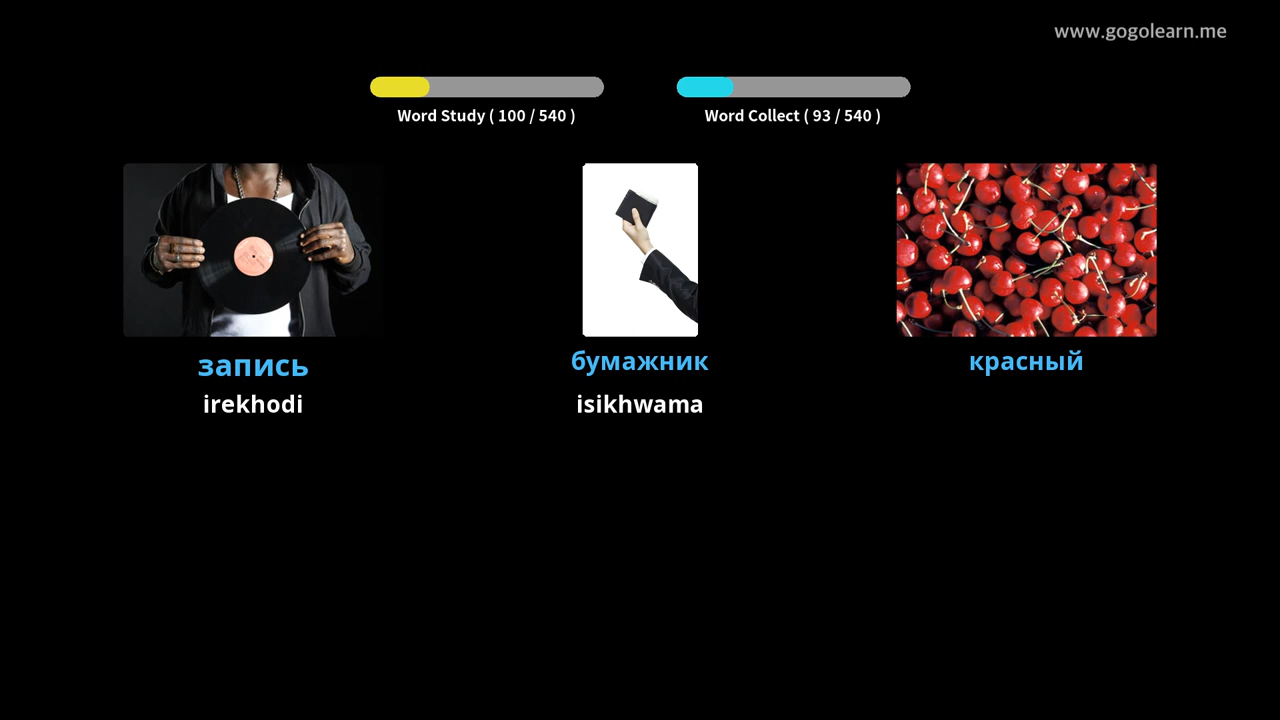 www.gogolearn.me
Word Study ( 100 / 540 )
Word Collect ( 93 / 540 )
запись
irekhodi
бумажник
isikhwama
красный